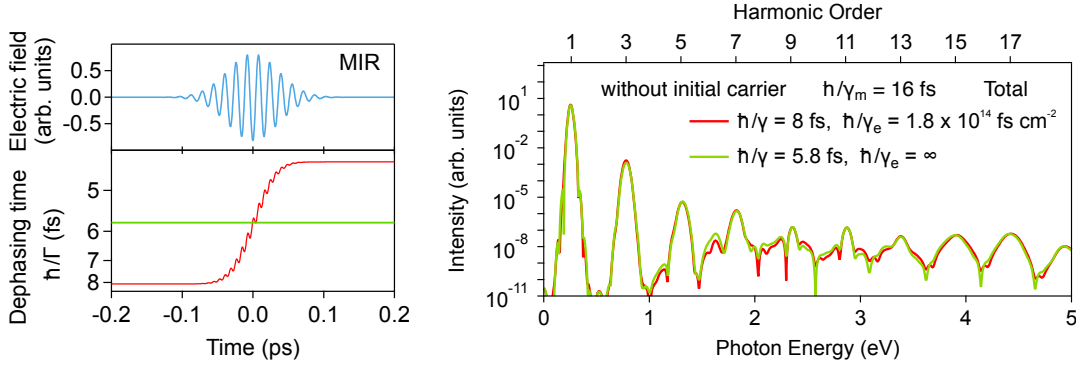 Electric field
(arb. units)
0.5
0.0
-0.5
MIR
Dephasing time
ħ/Γ (fs)
5
6
7
8
-0.2
-0.1
0.0
0.1
0.2
Time (ps)
Harmonic Order
1 3 5 7 9 11 13 15 17
Intensity (arb. units)
10¹
10⁻²
10⁻⁵
10⁻⁸
10⁻¹¹
without initial carrier ħ/γₘ = 16 fs Total
ħ/γ = 8 fs, ħ/γₑ = 1.8 x 10¹⁴ fs cm⁻²
ħ/γ = 5.8 fs, ħ/γₑ = ∞
0 1 2 3 4 5
Photon Energy (eV)